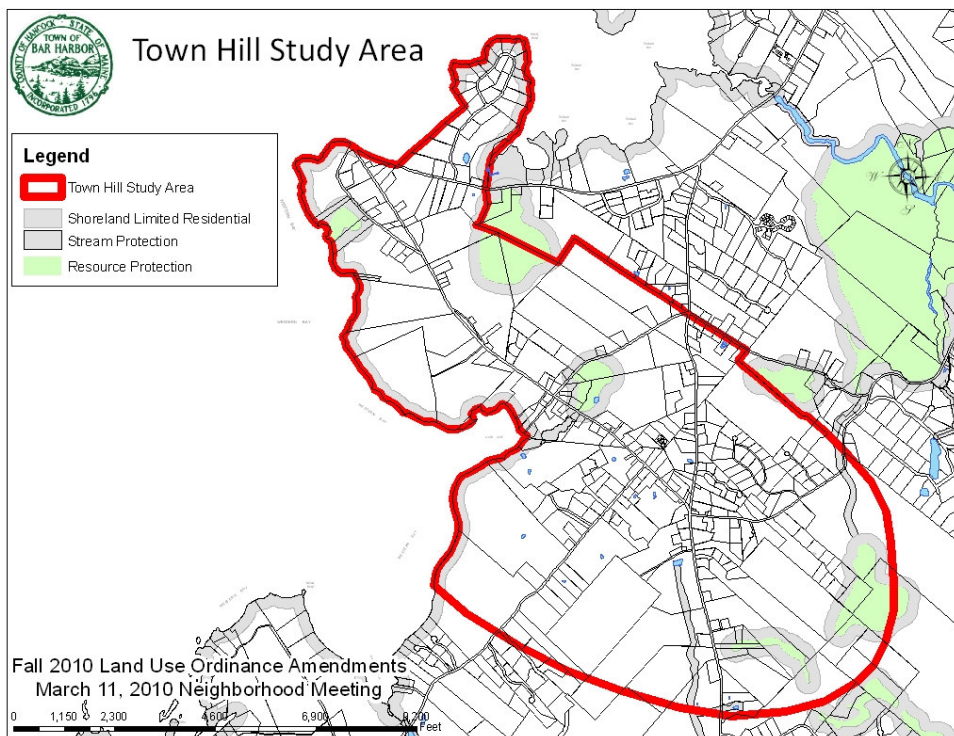 COUNTY OF HANCOCK, STATE OF MAINE
TOWN OF
BAR HARBOR
INCORPORATED 1796
Town Hill Study Area
Legend
Town Hill Study Area
Shoreland Limited Residential
Stream Protection
Resource Protection
WESTERN BAY
Fall 2010 Land Use Ordinance Amendments
March 11, 2010 Neighborhood Meeting
0 1,150 2,300 4,600 6,900 9,200
Feet